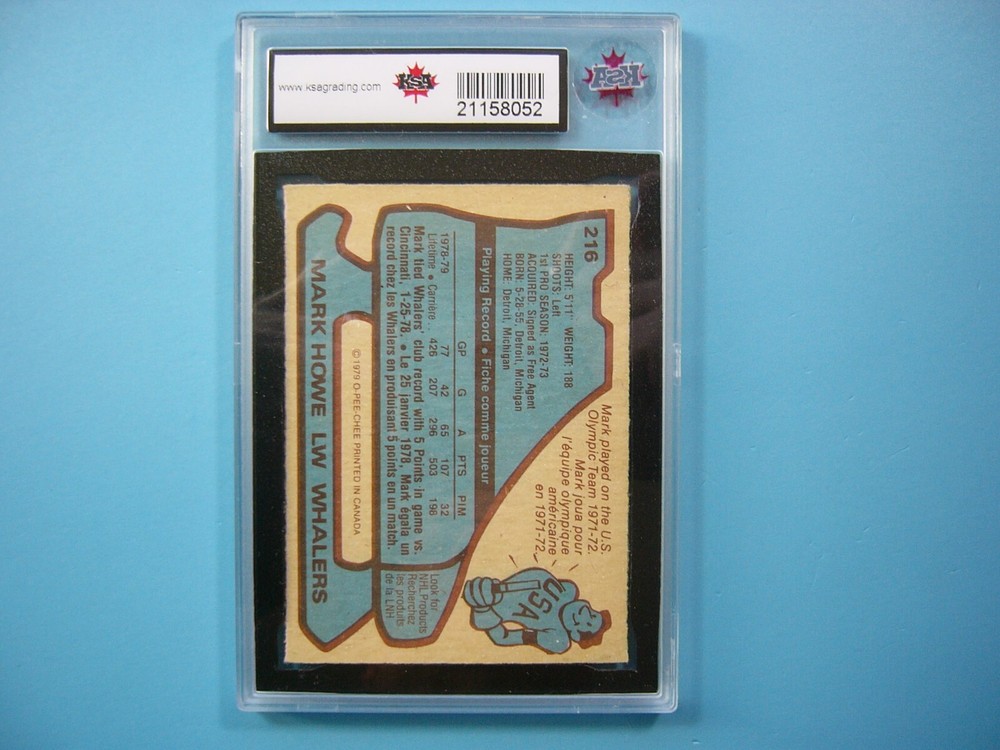 www.ksagrading.com
KSA
21158052
KSA
216
HEIGHT: 5'11" WEIGHT: 188
SHOOTS: Left
1st PRO SEASON: 1972-73
ACQUIRED: Signed as Free Agent
BORN: 5-28-55, Detroit, Michigan
HOME: Detroit, Michigan
Mark played on the U.S.
Olympic Team 1971-72.
Mark joua pour
l'équipe olympique
américaine
en 1971-72.
USA
Playing Record • Fiche comme joueur
GP G A PTS PIM
1978-79 77 42 65 107 32
Lifetime • Carrière .. 426 207 296 503 198
Mark tied Whalers' club record with 5 Points in game vs.
Cincinnati, 1-25-78. • Le 25 janvier 1978, Mark égala un
record chez les Whalers en produisant 5 points en un match.
Look for
NHL Products
Recherchez
les produits
de la LNH
© 1979 O-PEE-CHEE PRINTED IN CANADA
MARK HOWE LW WHALERS